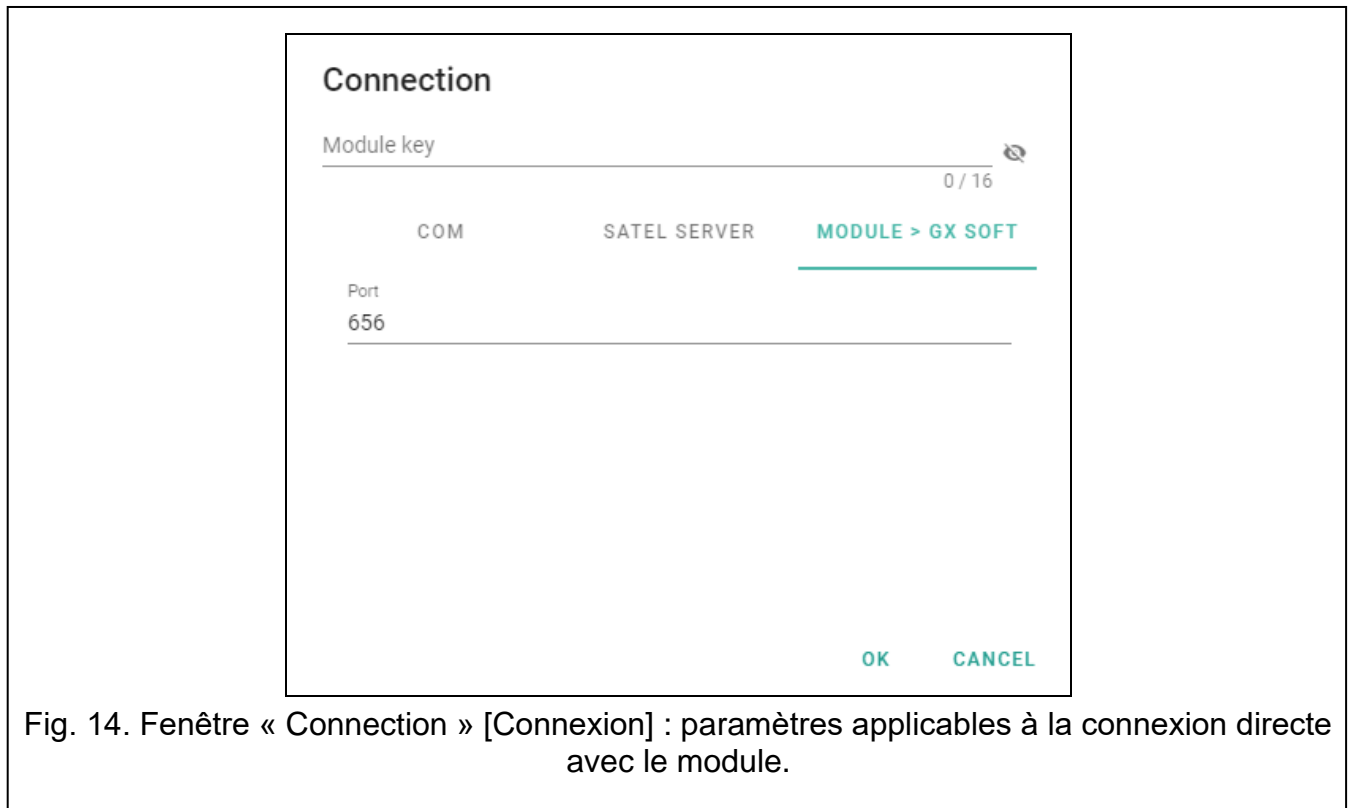 Connection
Module key
0 / 16
COM SATEL SERVER MODULE > GX SOFT
Port
656
OK CANCEL
Fig. 14. Fenêtre « Connection » [Connexion] : paramètres applicables à la connexion directe
avec le module.